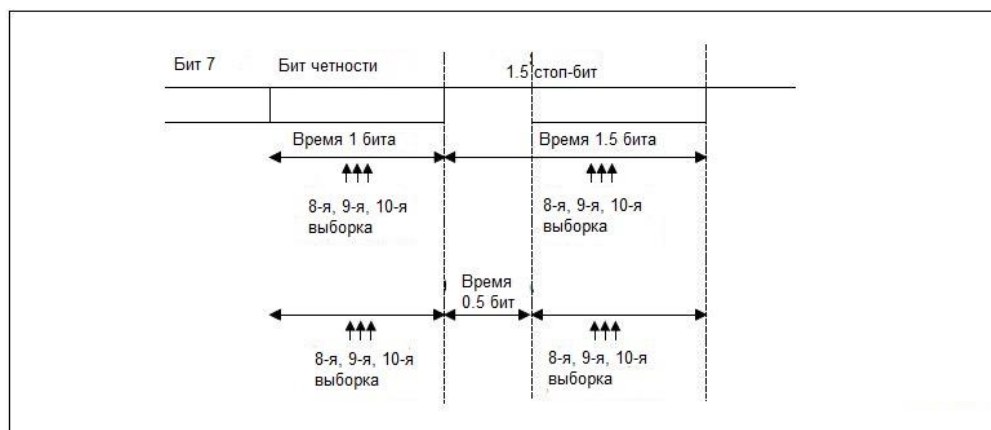 Бит 7
Бит четности
1.5 стоп-бит
Время 1 бита
Время 1.5 бита
8-я, 9-я, 10-я
выборка
8-я, 9-я, 10-я
выборка
Время
0.5 бит
8-я, 9-я, 10-я
выборка
8-я, 9-я, 10-я
выборка